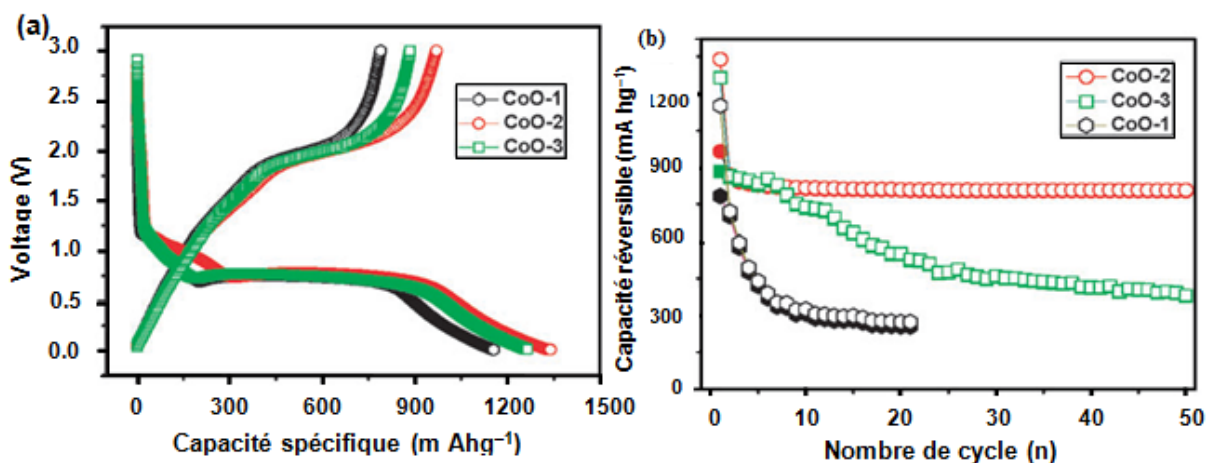 (a)
3.0
2.5
2.0
1.5
1.0
0.5
0.0
Voltage (V)
CoO-1
CoO-2
CoO-3
0 300 600 900 1200 1500
Capacité spécifique (m Ahg⁻¹)
(b)
1200
900
600
300
0
Capacité réversible (mA hg⁻¹)
CoO-2
CoO-3
CoO-1
0 10 20 30 40 50
Nombre de cycle (n)